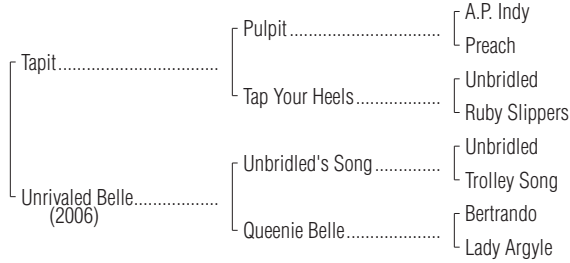 A.P. Indy
Pulpit
Preach
Tapit
Unbridled
Tap Your Heels
Ruby Slippers
Unbridled
Unbridled's Song
Trolley Song
Unrivaled Belle
(2006)
Bertrando
Queenie Belle
Lady Argyle